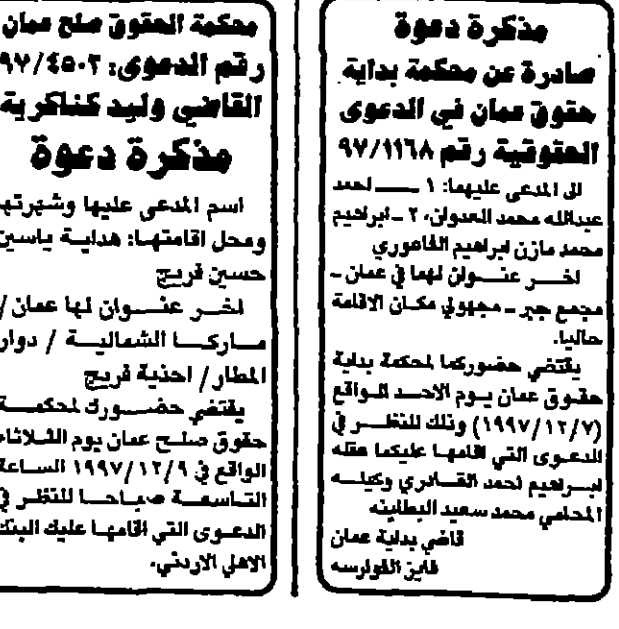 مذكرة دعوة
صادرة عن محكمة بداية
حقوق عمان في الدعوى
الحقوقية رقم ٩٧/١١٦٨
الى المدعى عليهما: ١ ــ احمد
عبدالله محمد العدوان، ٢ ـ ابراهيم
محمد مازن ابراهيم الفاعوري
اخر عنوان لهما في عمان ـ
مجمع جبر ـ مجهولي مكان الاقامة
حاليا.
يقتضي حضوركما لمحكمة بداية
حقوق عمان يوم الاحد الواقع
(١٩٩٧/١٢/٧) وذلك للنظر في
الدعوى التي اقامها عليكما
ابراهيم احمد القادري وكيله
المحامي محمد سعيد البطاينه
قاضي بداية عمان
فايز
محكمة الحقوق صلح عمان
رقم الدعوى: ٩٧/٤٥٠٢
القاضي وليد كناكرية
مذكرة دعوة
اسم المدعى عليها وشهرتها
ومحل اقامتها: هداية ياسين
حسين فريج
اخر عنوان لها عمان/
ماركا الشمالية / دوار
المطار/ احذية فريج
يقتضي حضورك لمحكمة
حقوق صلح عمان يوم الثلاثاء
الواقع في ١٩٩٧/١٢/٩ الساعة
التاسعة صباحا للنظر في
الدعوى التي اقامها عليك البنك
الاهلي الاردني.